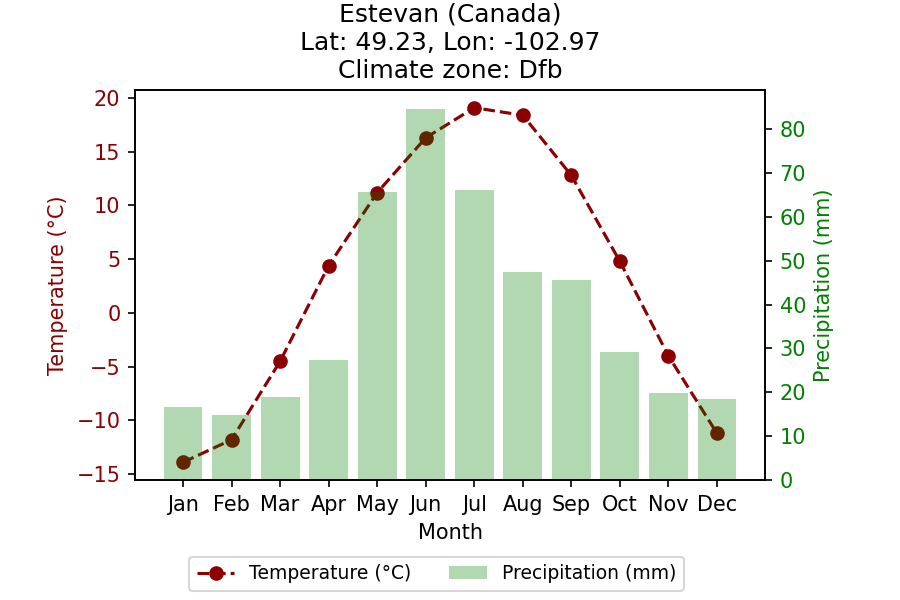 Estevan (Canada)
Lat: 49.23, Lon: -102.97
Climate zone: Dfb
20
15
10
5
0
−5
−10
−15
Temperature (°C)
80
70
60
50
40
30
20
10
0
Precipitation (mm)
Jan Feb Mar Apr May Jun Jul Aug Sep Oct Nov Dec
Month
Temperature (°C) Precipitation (mm)